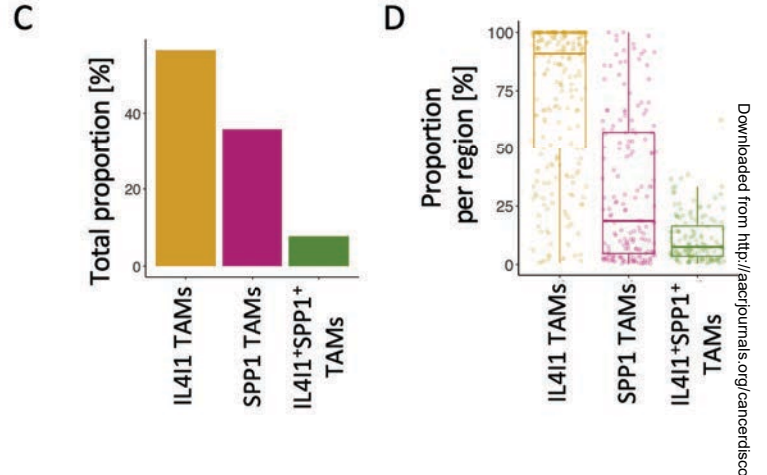 C
Total proportion [%]
40
20
0
IL4I1 TAMs
SPP1 TAMs
IL4I1⁺SPP1⁺
TAMs
D
Proportion
per region [%]
100
75
50
25
0
IL4I1 TAMs
SPP1 TAMs
IL4I1⁺SPP1⁺
TAMs
Downloaded from http://aacrjournals.org/cancerdisc